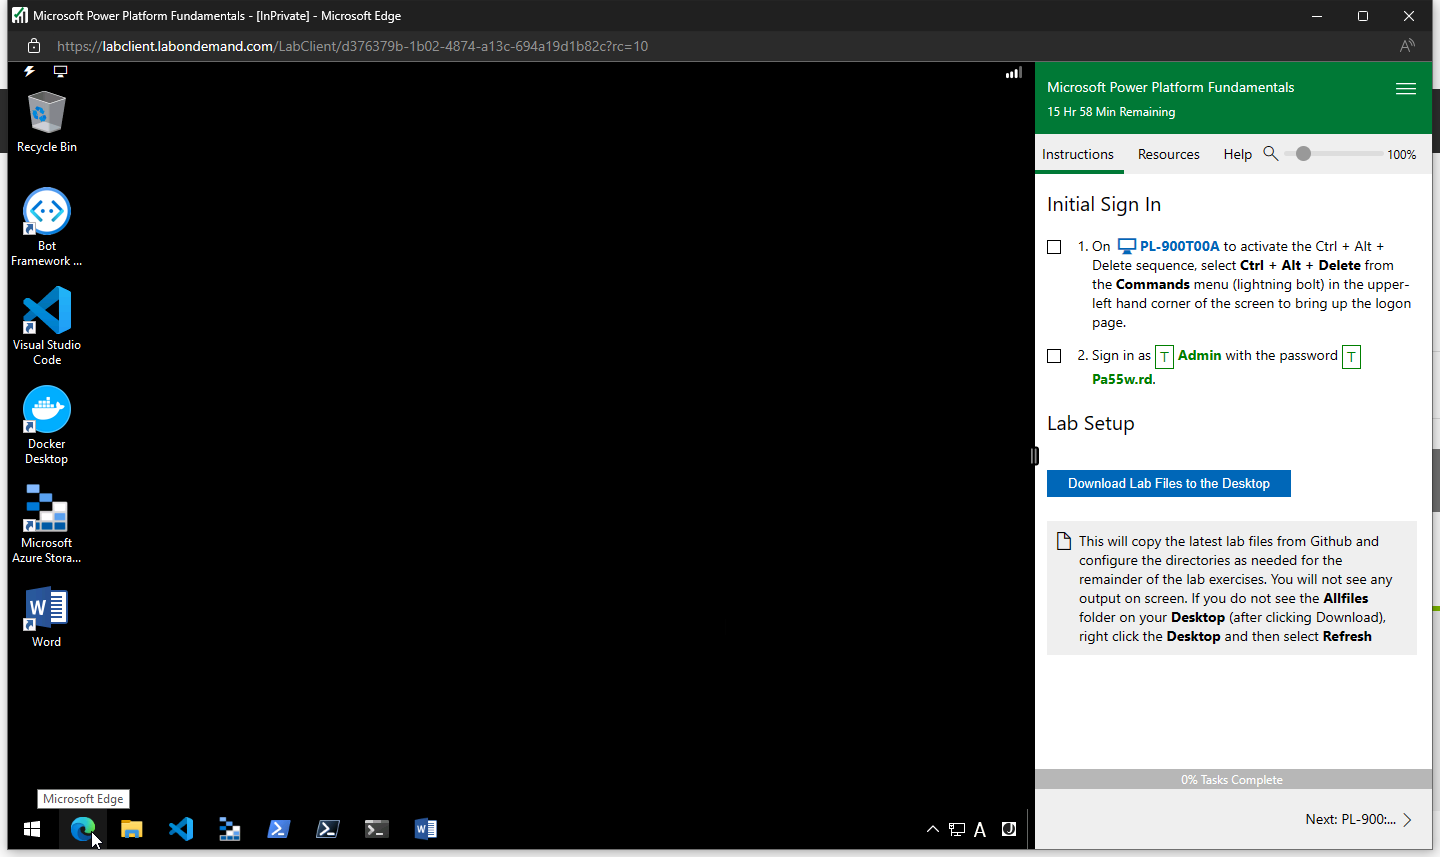 Microsoft Power Platform Fundamentals - [InPrivate] - Microsoft Edge
https://labclient.labondemand.com/LabClient/d376379b-1b02-4874-a13c-694a19d1b82c?rc=10
Recycle Bin
Bot
Framework ...
Visual Studio
Code
Docker
Desktop
Microsoft
Azure Stora...
Word
Microsoft Edge
A
Microsoft Power Platform Fundamentals
15 Hr 58 Min Remaining
Instructions Resources Help 100%
Initial Sign In
1. On PL-900T00A to activate the Ctrl + Alt +
Delete sequence, select Ctrl + Alt + Delete from
the Commands menu (lightning bolt) in the upper-
left hand corner of the screen to bring up the logon
page.
2. Sign in as T Admin with the password T
Pa55w.rd.
Lab Setup
Download Lab Files to the Desktop
This will copy the latest lab files from Github and
configure the directories as needed for the
remainder of the lab exercises. You will not see any
output on screen. If you do not see the Allfiles
folder on your Desktop (after clicking Download),
right click the Desktop and then select Refresh
0% Tasks Complete
Next: PL-900:...